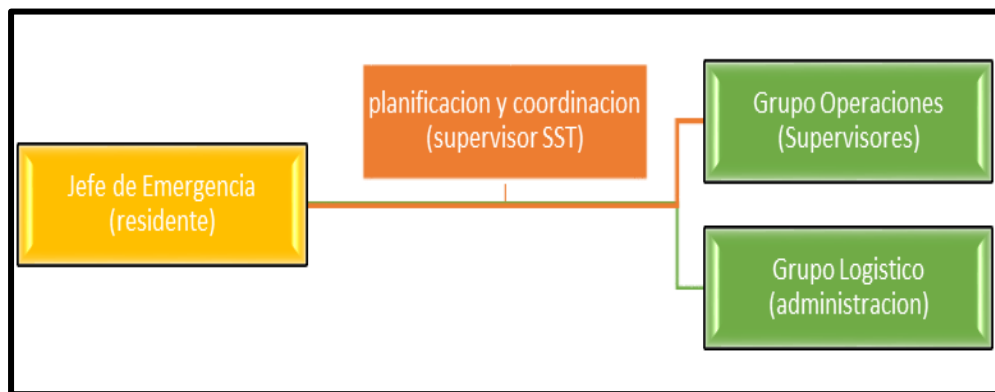 Jefe de Emergencia
(residente)
planificacion y coordinacion
(supervisor SST)
Grupo Operaciones
(Supervisores)
Grupo Logistico
(administracion)